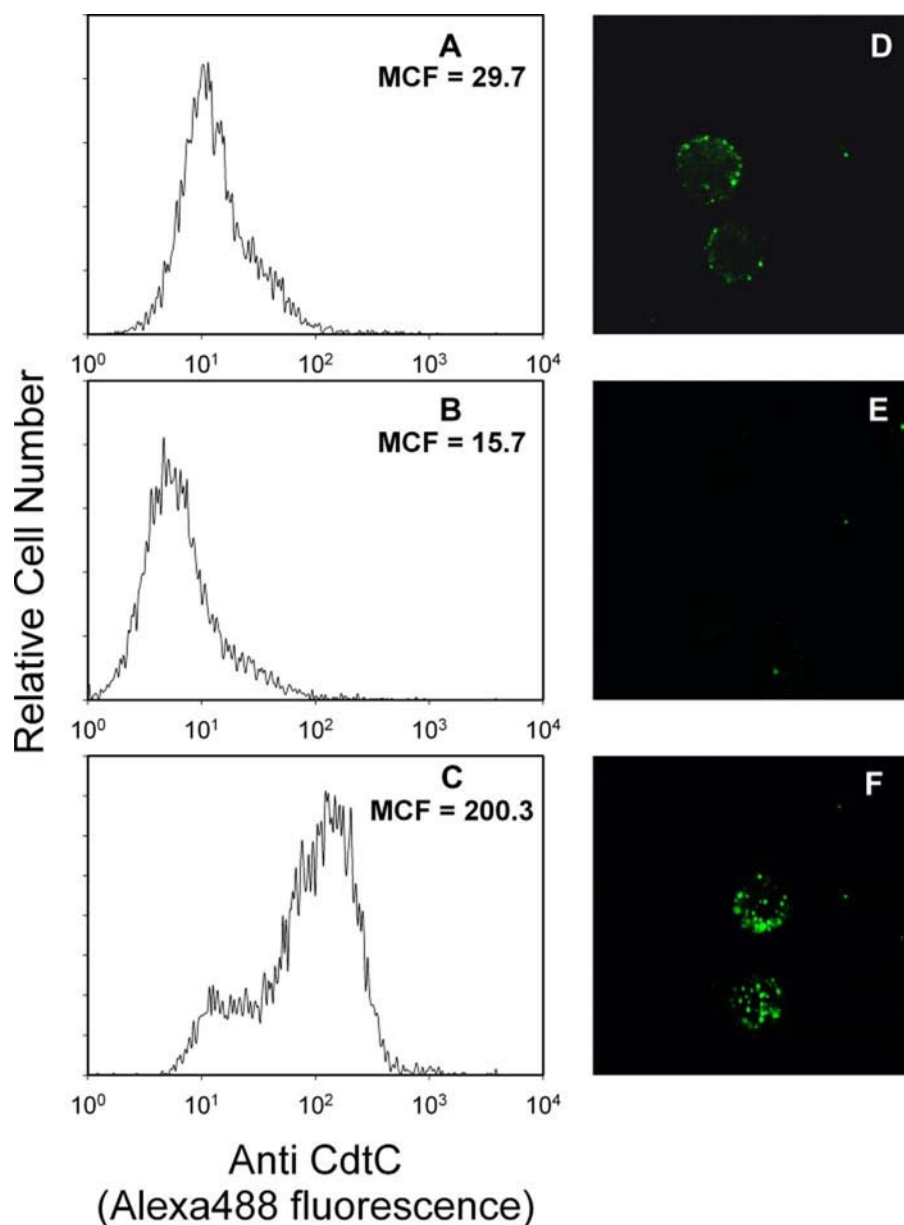 A
MCF = 29.7
10⁰ 10¹ 10² 10³ 10⁴
D
B
MCF = 15.7
10⁰ 10¹ 10² 10³ 10⁴
E
C
MCF = 200.3
10⁰ 10¹ 10² 10³ 10⁴
F
Relative Cell Number
Anti CdtC
(Alexa488 fluorescence)